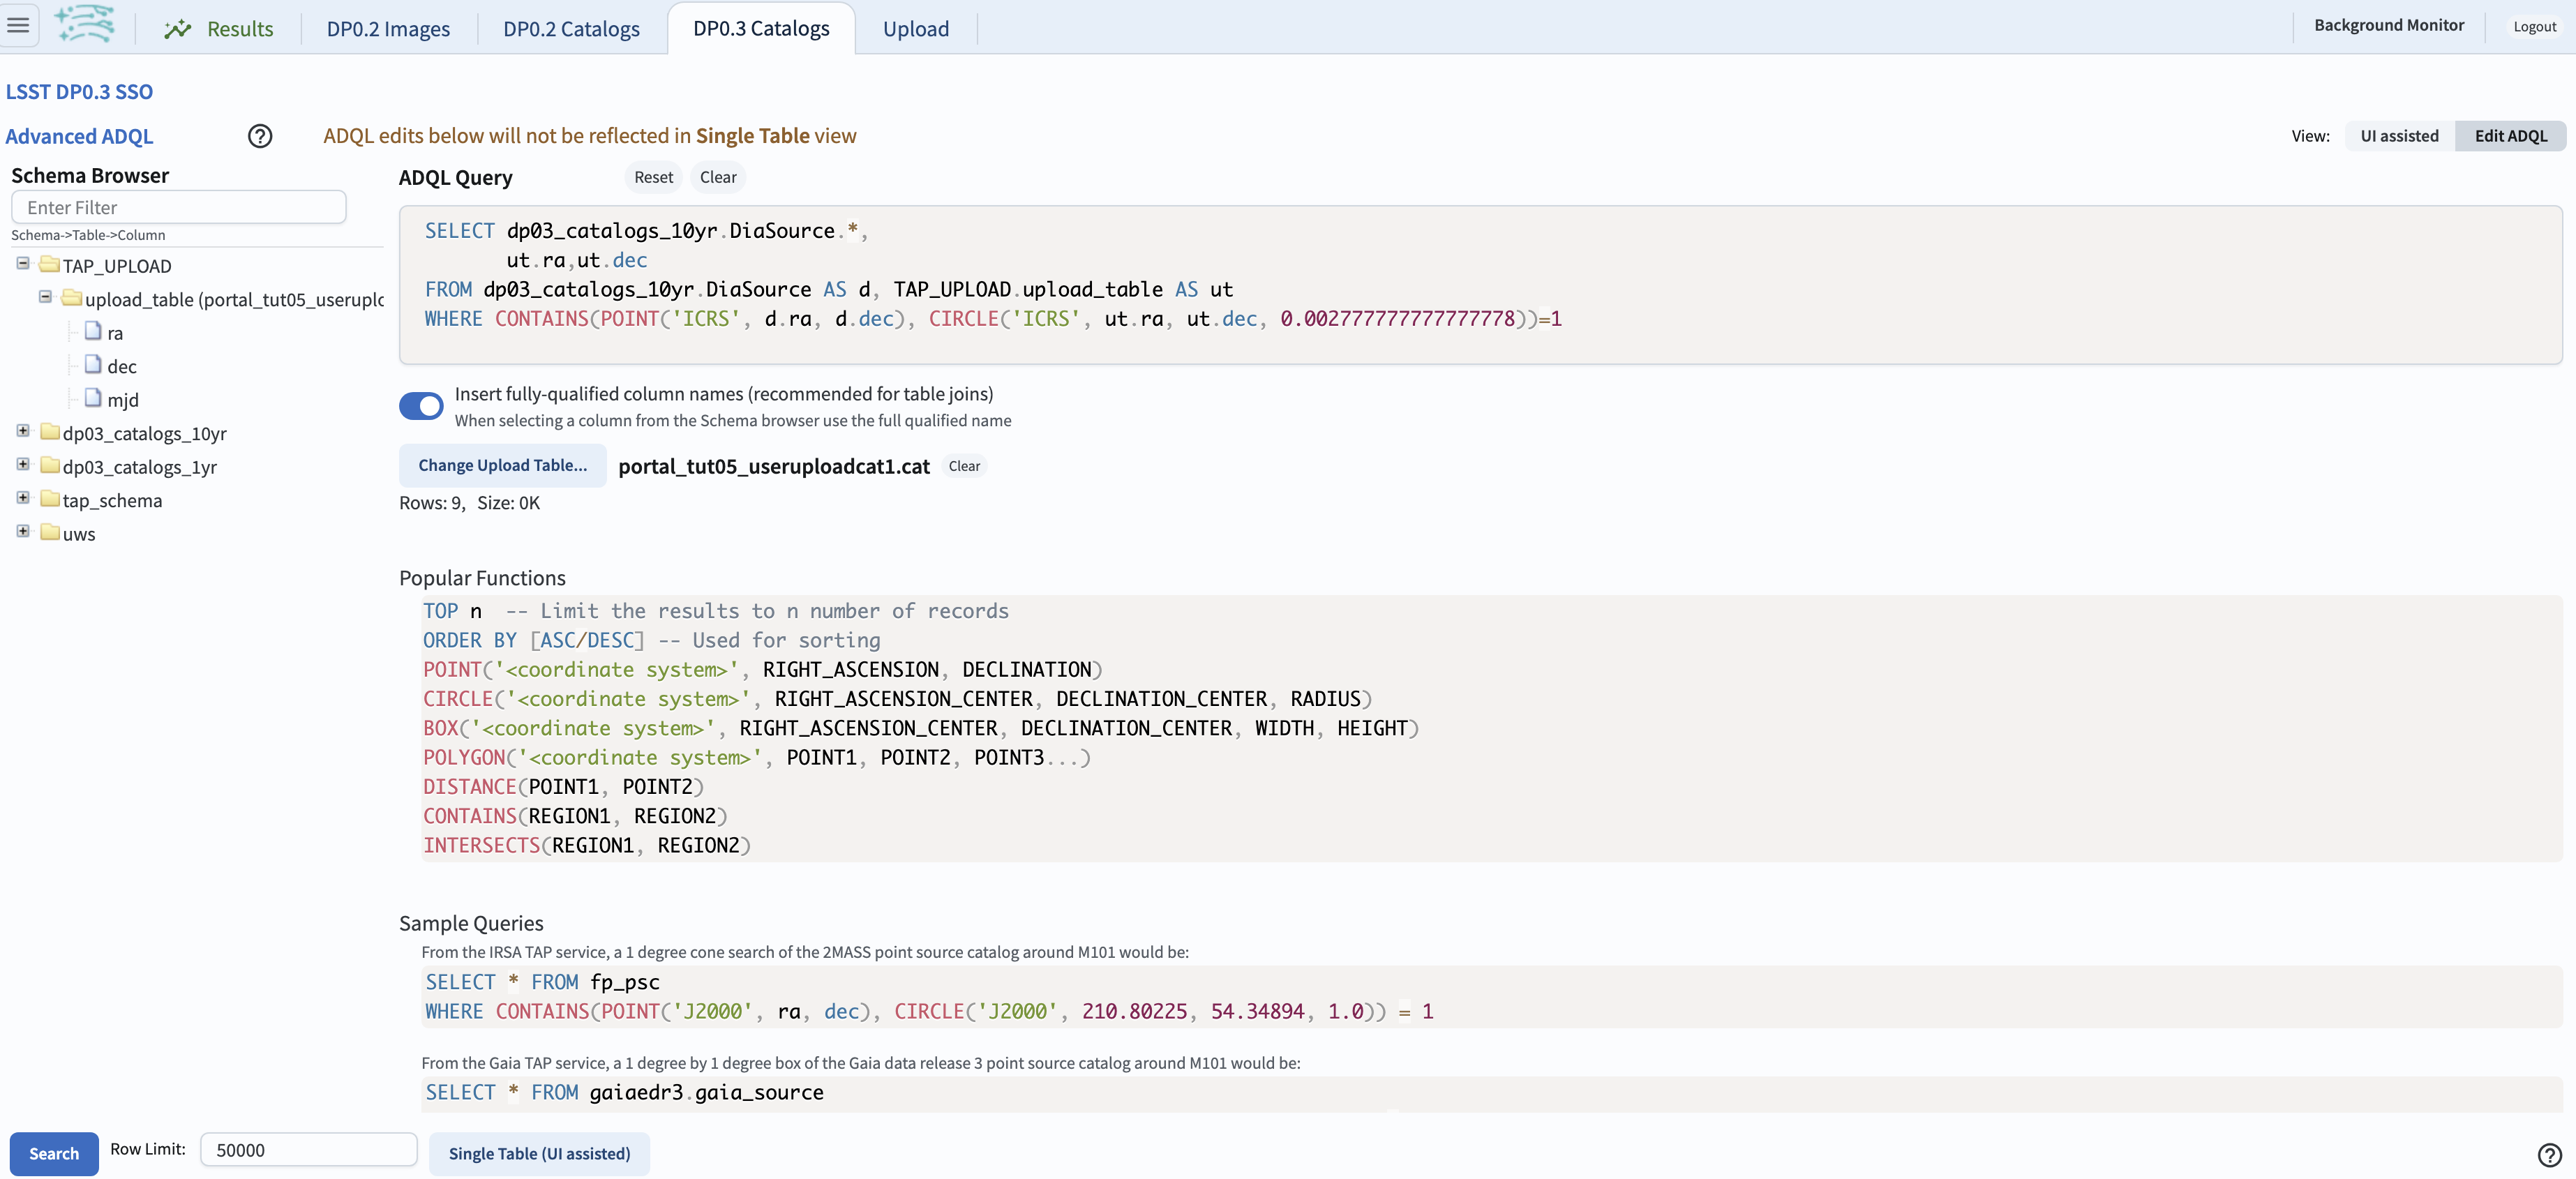 Results
DP0.2 Images
DP0.2 Catalogs
DP0.3 Catalogs
Upload
Background Monitor
Logout
LSST DP0.3 SSO
Advanced ADQL
ADQL edits below will not be reflected in Single Table view
View:
UI assisted
Edit ADQL
Schema Browser
Enter Filter
Schema->Table->Column
TAP_UPLOAD
upload_table (portal_tut05_useruplo
ra
dec
mjd
dp03_catalogs_10yr
dp03_catalogs_1yr
tap_schema
uws
ADQL Query
Reset
Clear
SELECT dp03_catalogs_10yr.DiaSource.*,
ut.ra,ut.dec
FROM dp03_catalogs_10yr.DiaSource AS d, TAP_UPLOAD.upload_table AS ut
WHERE CONTAINS(POINT('ICRS', d.ra, d.dec), CIRCLE('ICRS', ut.ra, ut.dec, 0.002777777777777778))=1
Insert fully-qualified column names (recommended for table joins)
When selecting a column from the Schema browser use the full qualified name
Change Upload Table...
portal_tut05_useruploadcat1.cat
Clear
Rows: 9, Size: 0K
Popular Functions
TOP n -- Limit the results to n number of records
ORDER BY [ASC/DESC] -- Used for sorting
POINT('<coordinate system>', RIGHT_ASCENSION, DECLINATION)
CIRCLE('<coordinate system>', RIGHT_ASCENSION_CENTER, DECLINATION_CENTER, RADIUS)
BOX('<coordinate system>', RIGHT_ASCENSION_CENTER, DECLINATION_CENTER, WIDTH, HEIGHT)
POLYGON('<coordinate system>', POINT1, POINT2, POINT3...)
DISTANCE(POINT1, POINT2)
CONTAINS(REGION1, REGION2)
INTERSECTS(REGION1, REGION2)
Sample Queries
From the IRSA TAP service, a 1 degree cone search of the 2MASS point source catalog around M101 would be:
SELECT * FROM fp_psc
WHERE CONTAINS(POINT('J2000', ra, dec), CIRCLE('J2000', 210.80225, 54.34894, 1.0)) = 1
From the Gaia TAP service, a 1 degree by 1 degree box of the Gaia data release 3 point source catalog around M101 would be:
SELECT * FROM gaiaedr3.gaia_source
Search
Row Limit:
50000
Single Table (UI assisted)